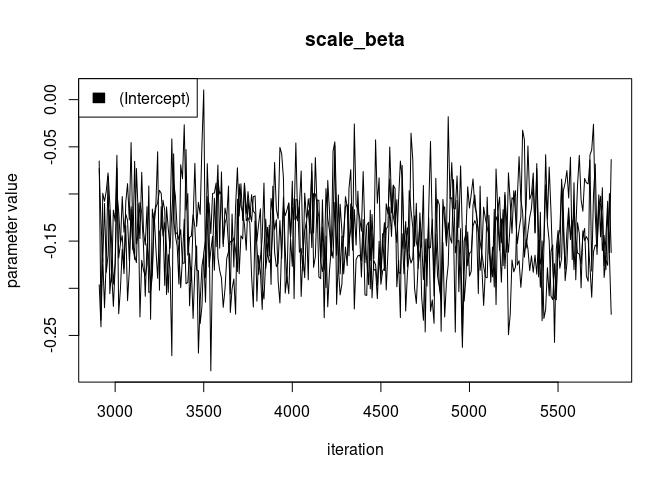 scale_beta
(Intercept)
0.00
-0.05
-0.15
-0.25
parameter value
3000 3500 4000 4500 5000 5500
iteration